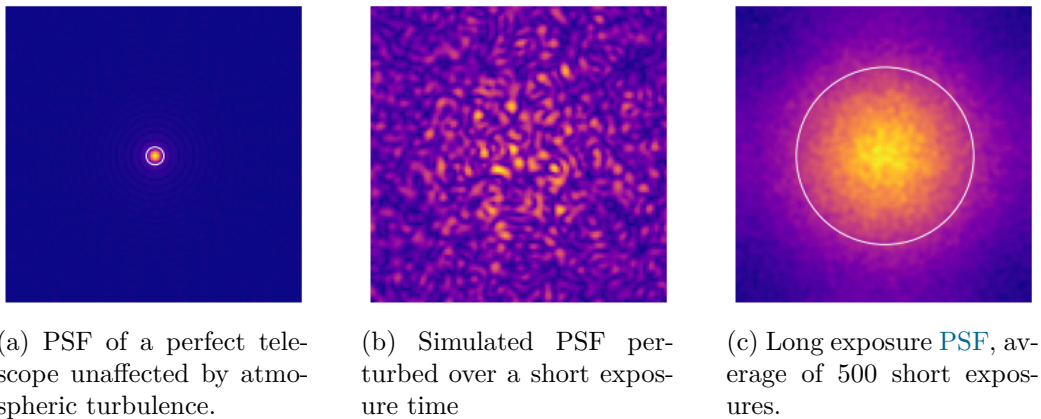 (a) PSF of a perfect tele-
scope unaffected by atmo-
spheric turbulence.
(b) Simulated PSF per-
turbed over a short expos-
ure time
(c) Long exposure PSF, av-
erage of 500 short expos-
ures.